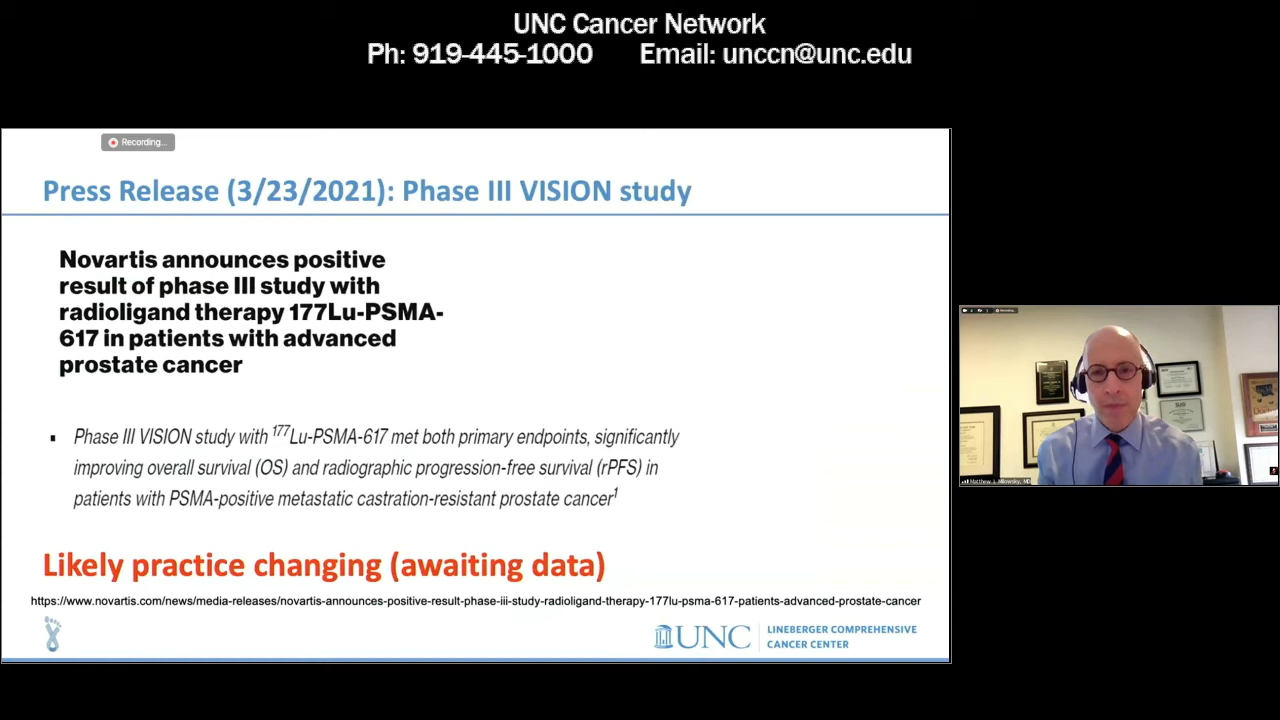 UNC Cancer Network
Ph: 919-445-1000 Email: unccn@unc.edu
Recording...
Press Release (3/23/2021): Phase III VISION study
Novartis announces positive
result of phase III study with
radioligand therapy 177Lu-PSMA-
617 in patients with advanced
prostate cancer
▪ Phase III VISION study with ¹⁷⁷Lu-PSMA-617 met both primary endpoints, significantly
improving overall survival (OS) and radiographic progression-free survival (rPFS) in
patients with PSMA-positive metastatic castration-resistant prostate cancer¹
Likely practice changing (awaiting data)
https://www.novartis.com/news/media-releases/novartis-announces-positive-result-phase-iii-study-radioligand-therapy-177lu-psma-617-patients-advanced-prostate-cancer
UNC
LINEBERGER COMPREHENSIVE
CANCER CENTER
Matthew I. Milowsky, MD